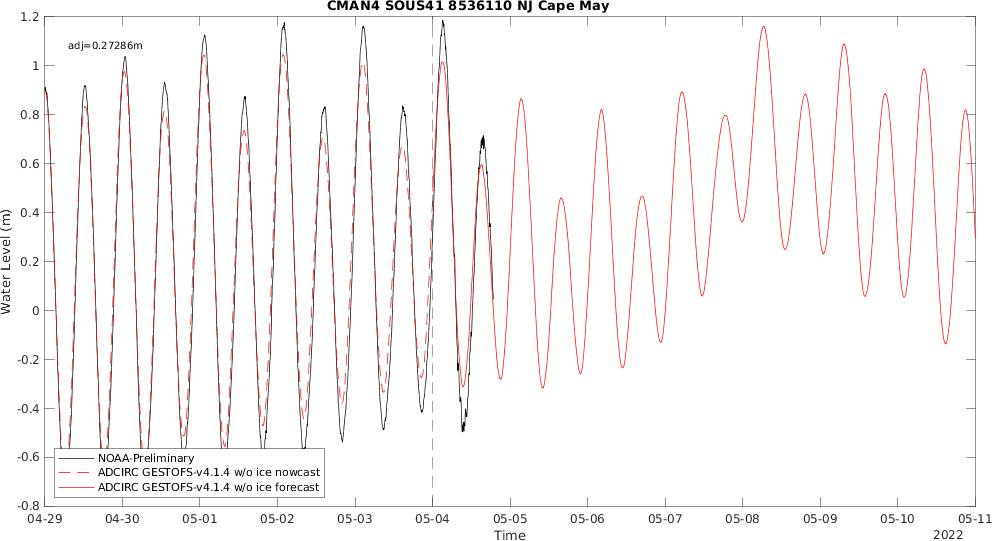 CMAN4 SOUS41 8536110 NJ Cape May
1.2
adj=0.27286m
1
0.8
0.6
0.4
0.2
0
-0.2
-0.4
-0.6
-0.8
Water Level (m)
NOAA-Preliminary
ADCIRC GESTOFS-v4.1.4 w/o ice nowcast
ADCIRC GESTOFS-v4.1.4 w/o ice forecast
04-29 04-30 05-01 05-02 05-03 05-04 05-05 05-06 05-07 05-08 05-09 05-10 05-11
Time
2022